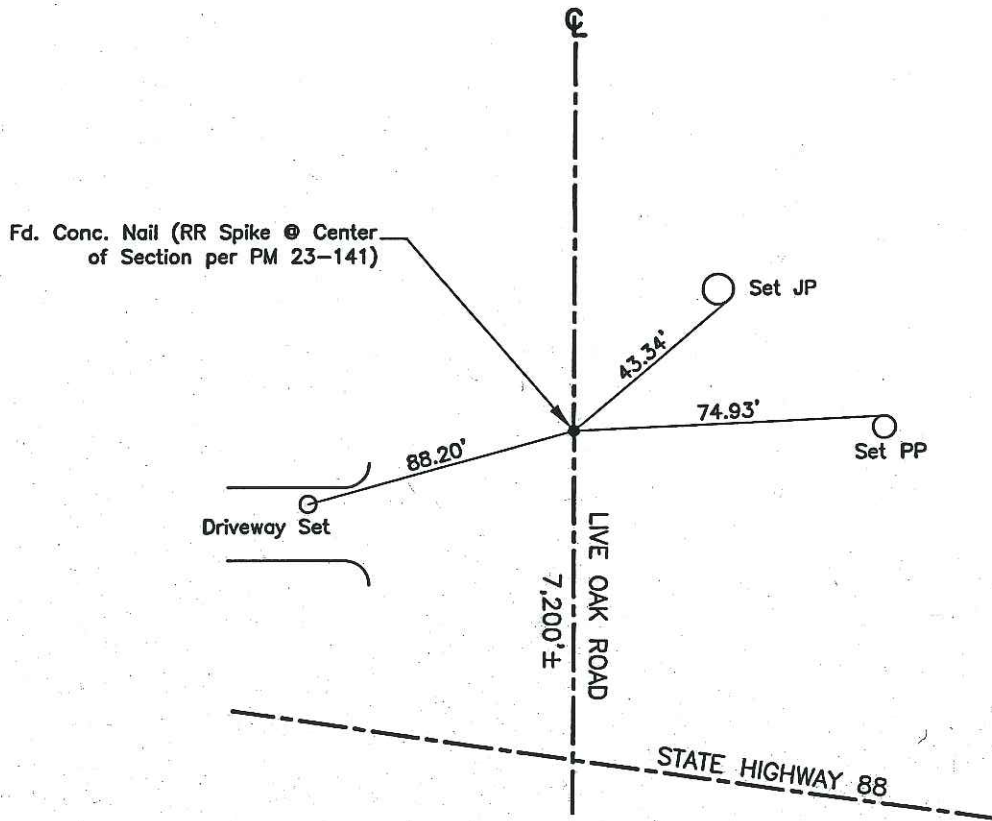 ℄
Fd. Conc. Nail (RR Spike @ Center
of Section per PM 23-141)
Set JP
43.34'
74.93'
Set PP
88.20'
Driveway Set
LIVE OAK ROAD
7,200'±
STATE HIGHWAY 88